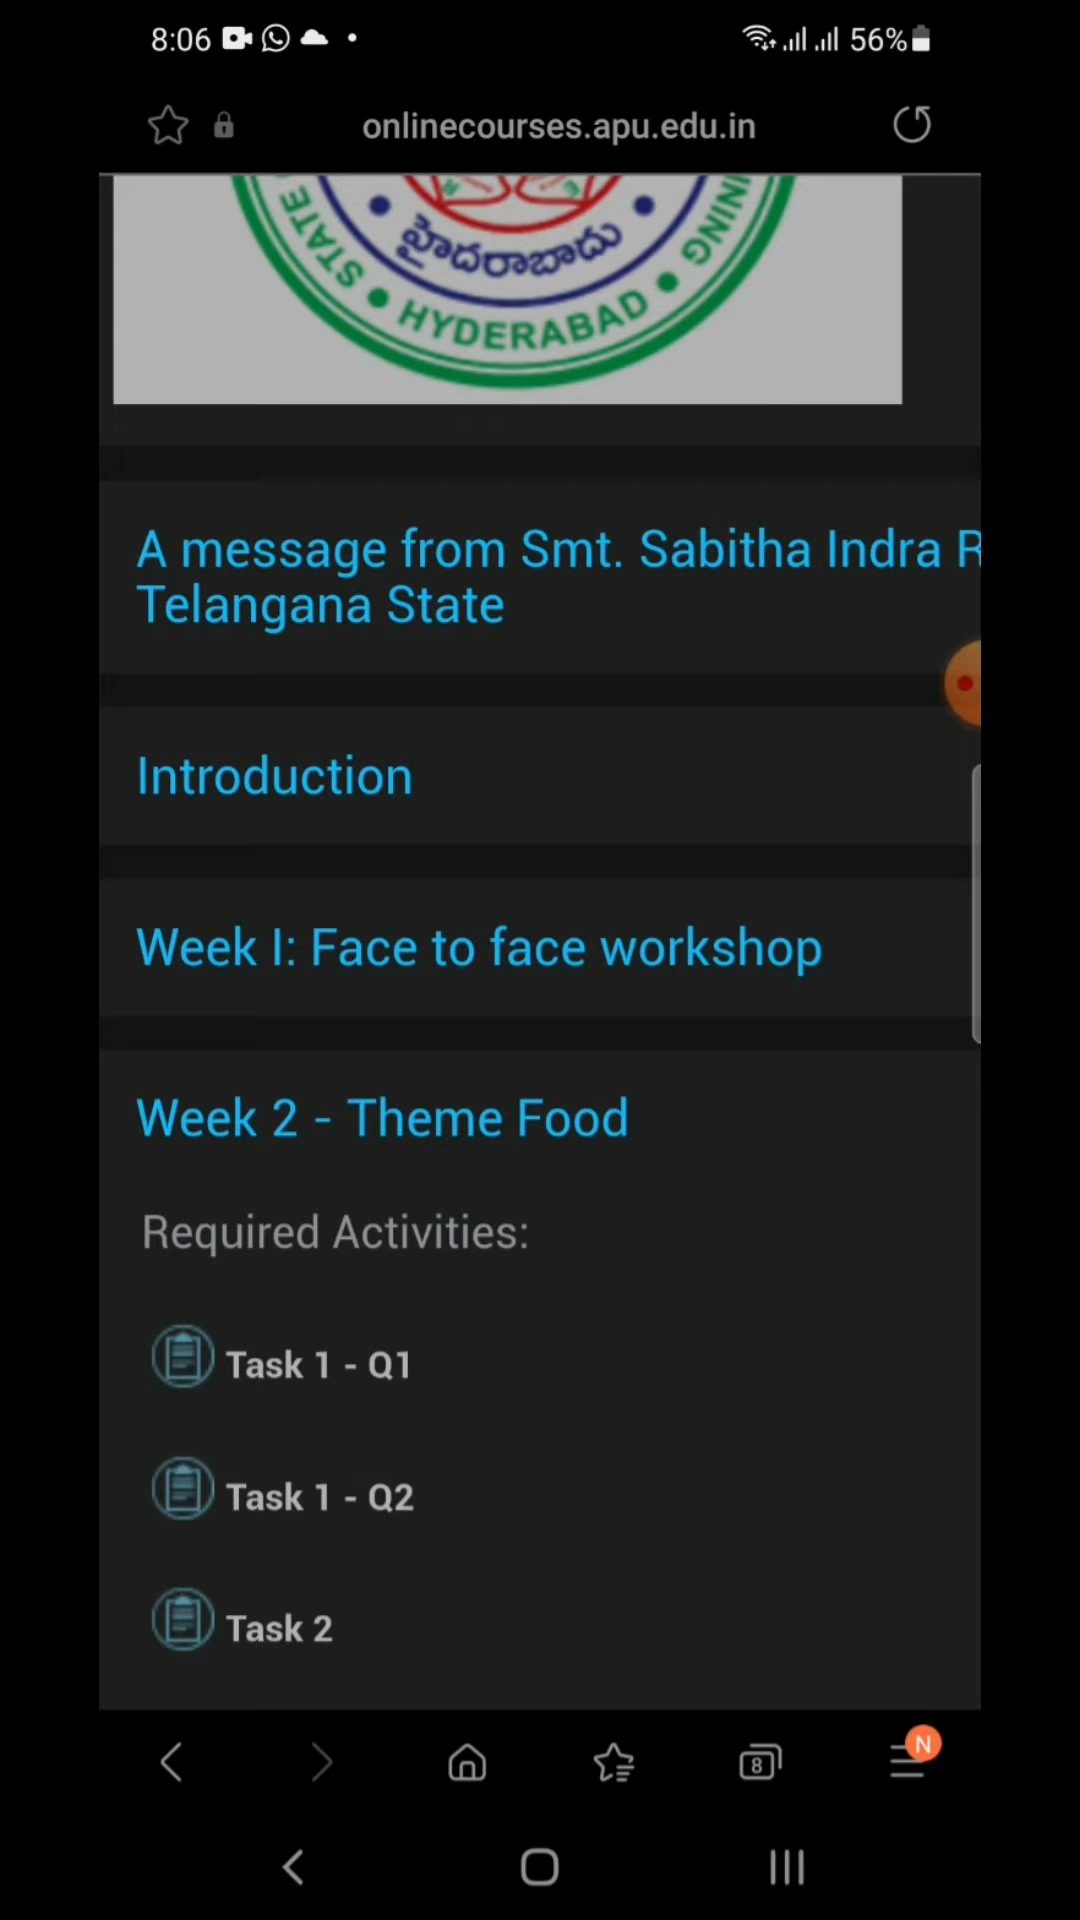 8:06
56%
onlinecourses.apu.edu.in
STATE
హైదరాబాదు
HYDERABAD
A message from Smt. Sabitha Indra R
Telangana State
Introduction
Week I: Face to face workshop
Week 2 - Theme Food
Required Activities:
Task 1 - Q1
Task 1 - Q2
Task 2
8
N